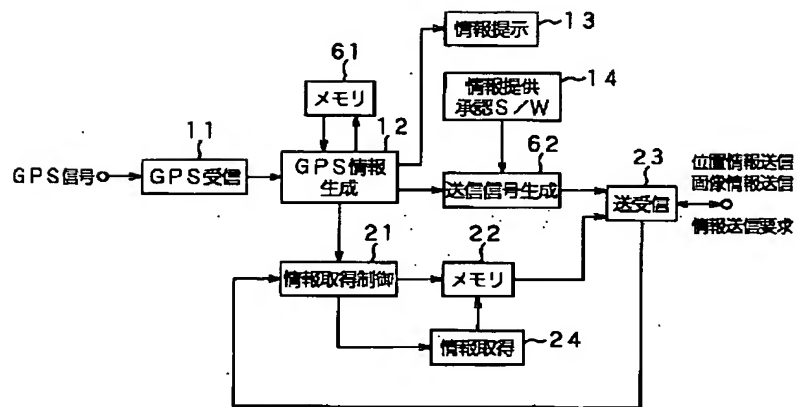 情報提示
13
61
メモリ
情報提供
承認S/W
14
11
12
62
23
GPS信号
GPS受信
GPS情報
生成
送信信号生成
送受信
位置情報送信
画像情報送信
情報送信要求
21
22
情報取得制御
メモリ
情報取得
24